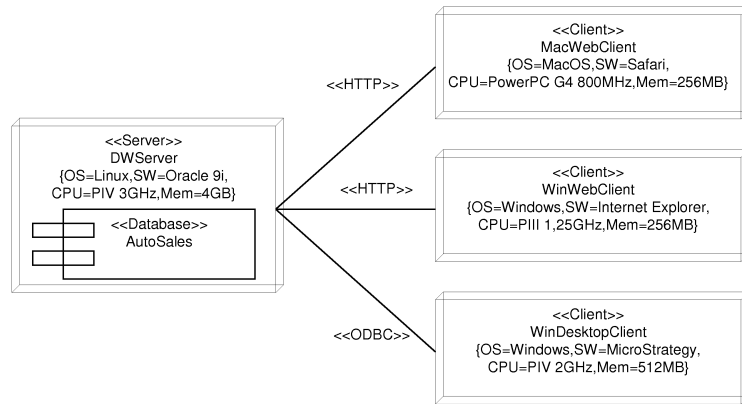 <<Server>>
DWServer
{OS=Linux,SW=Oracle 9i,
CPU=PIV 3GHz,Mem=4GB}
<<Database>>
AutoSales
<<HTTP>>
<<HTTP>>
<<ODBC>>
<<Client>>
MacWebClient
{OS=MacOS,SW=Safari,
CPU=PowerPC G4 800MHz,Mem=256MB}
<<Client>>
WinWebClient
{OS=Windows,SW=Internet Explorer,
CPU=PIII 1,25GHz,Mem=256MB}
<<Client>>
WinDesktopClient
{OS=Windows,SW=MicroStrategy,
CPU=PIV 2GHz,Mem=512MB}